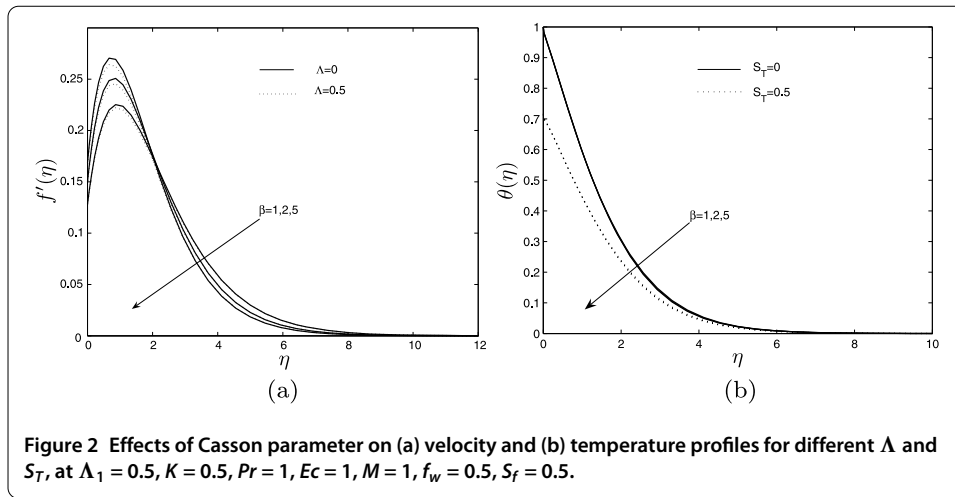 0.25
0.2
0.15
0.1
0.05
0
f′(η)
Λ=0
Λ=0.5
β=1,2,5
0 2 4 6 8 10 12
η
(a)
1
0.9
0.8
0.7
0.6
0.5
0.4
0.3
0.2
0.1
0
θ(η)
S_T=0
S_T=0.5
β=1,2,5
0 2 4 6 8 10
η
(b)
Figure 2 Effects of Casson parameter on (a) velocity and (b) temperature profiles for different Λ and
S_T, at Λ₁ = 0.5, K = 0.5, Pr = 1, Ec = 1, M = 1, f_w = 0.5, S_f = 0.5.